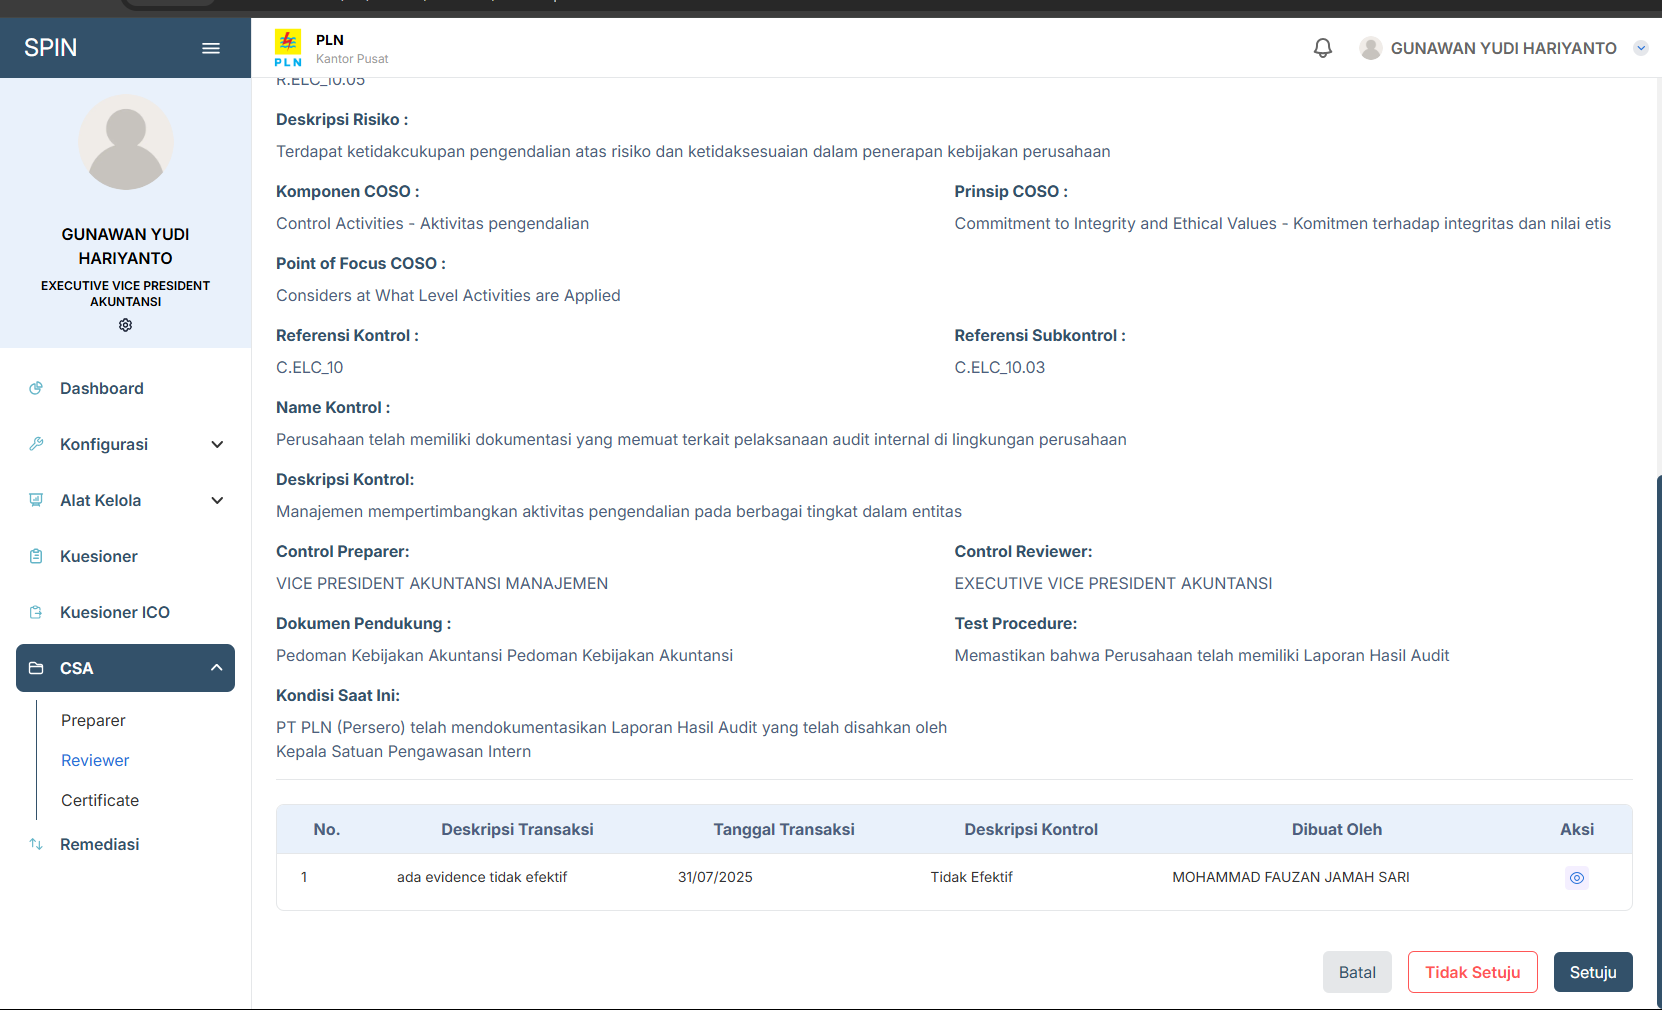 SPIN
PLN
PLN
Kantor Pusat
GUNAWAN YUDI HARIYANTO
GUNAWAN YUDI
HARIYANTO
EXECUTIVE VICE PRESIDENT
AKUNTANSI
Dashboard
Konfigurasi
Alat Kelola
Kuesioner
Kuesioner ICO
CSA
Preparer
Reviewer
Certificate
Remediasi
R.ELC_10.05
Deskripsi Risiko :
Terdapat ketidakcukupan pengendalian atas risiko dan ketidaksesuaian dalam penerapan kebijakan perusahaan
Komponen COSO :
Control Activities - Aktivitas pengendalian
Prinsip COSO :
Commitment to Integrity and Ethical Values - Komitmen terhadap integritas dan nilai etis
Point of Focus COSO :
Considers at What Level Activities are Applied
Referensi Kontrol :
C.ELC_10
Referensi Subkontrol :
C.ELC_10.03
Name Kontrol :
Perusahaan telah memiliki dokumentasi yang memuat terkait pelaksanaan audit internal di lingkungan perusahaan
Deskripsi Kontrol:
Manajemen mempertimbangkan aktivitas pengendalian pada berbagai tingkat dalam entitas
Control Preparer:
VICE PRESIDENT AKUNTANSI MANAJEMEN
Control Reviewer:
EXECUTIVE VICE PRESIDENT AKUNTANSI
Dokumen Pendukung :
Pedoman Kebijakan Akuntansi Pedoman Kebijakan Akuntansi
Test Procedure:
Memastikan bahwa Perusahaan telah memiliki Laporan Hasil Audit
Kondisi Saat Ini:
PT PLN (Persero) telah mendokumentasikan Laporan Hasil Audit yang telah disahkan oleh
Kepala Satuan Pengawasan Intern
No. Deskripsi Transaksi Tanggal Transaksi Deskripsi Kontrol Dibuat Oleh Aksi
1 ada evidence tidak efektif 31/07/2025 Tidak Efektif MOHAMMAD FAUZAN JAMAH SARI
Batal Tidak Setuju Setuju